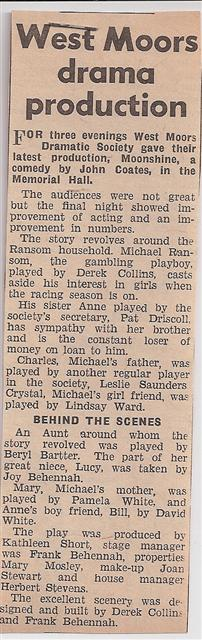 West Moors
drama
production
FOR three evenings West Moors
Dramatic Society gave their
latest production, Moonshine, a
comedy by John Coates, in the
Memorial Hall.
The audiences were not great
but the final night showed im-
provement of acting and an im-
provement in numbers.
The story revolves around the
Ransom household. Michael Ran-
som, the gambling playboy,
played by Derek Collins, casts
aside his interest in girls when
the racing season is on.
His sister Anne played by the
society's secretary, Pat Driscoll,
has sympathy with her brother
and is the constant loser of
money on loan to him.
Charles, Michael's father, was
played by another regular player
in the society, Leslie Saunders
Crystal, Michael's girl friend, was
played by Lindsay Ward.
BEHIND THE SCENES
An Aunt around whom the
story revolved was played by
Beryl Bartter. The part of her
great niece, Lucy, was taken by
Joy Behennah.
Mary, Michael's mother, was
played by Pamela White, and
Anne's boy friend, Bill, by David
White.
The play was produced by
Kathleen Short, stage manager
was Frank Behennah, properties
Mary Mosley, make-up Joan
Stewart and house manager
Herbert Stevens.
The excellent scenery was de-
signed and built by Derek Collins
and Frank Behennah.